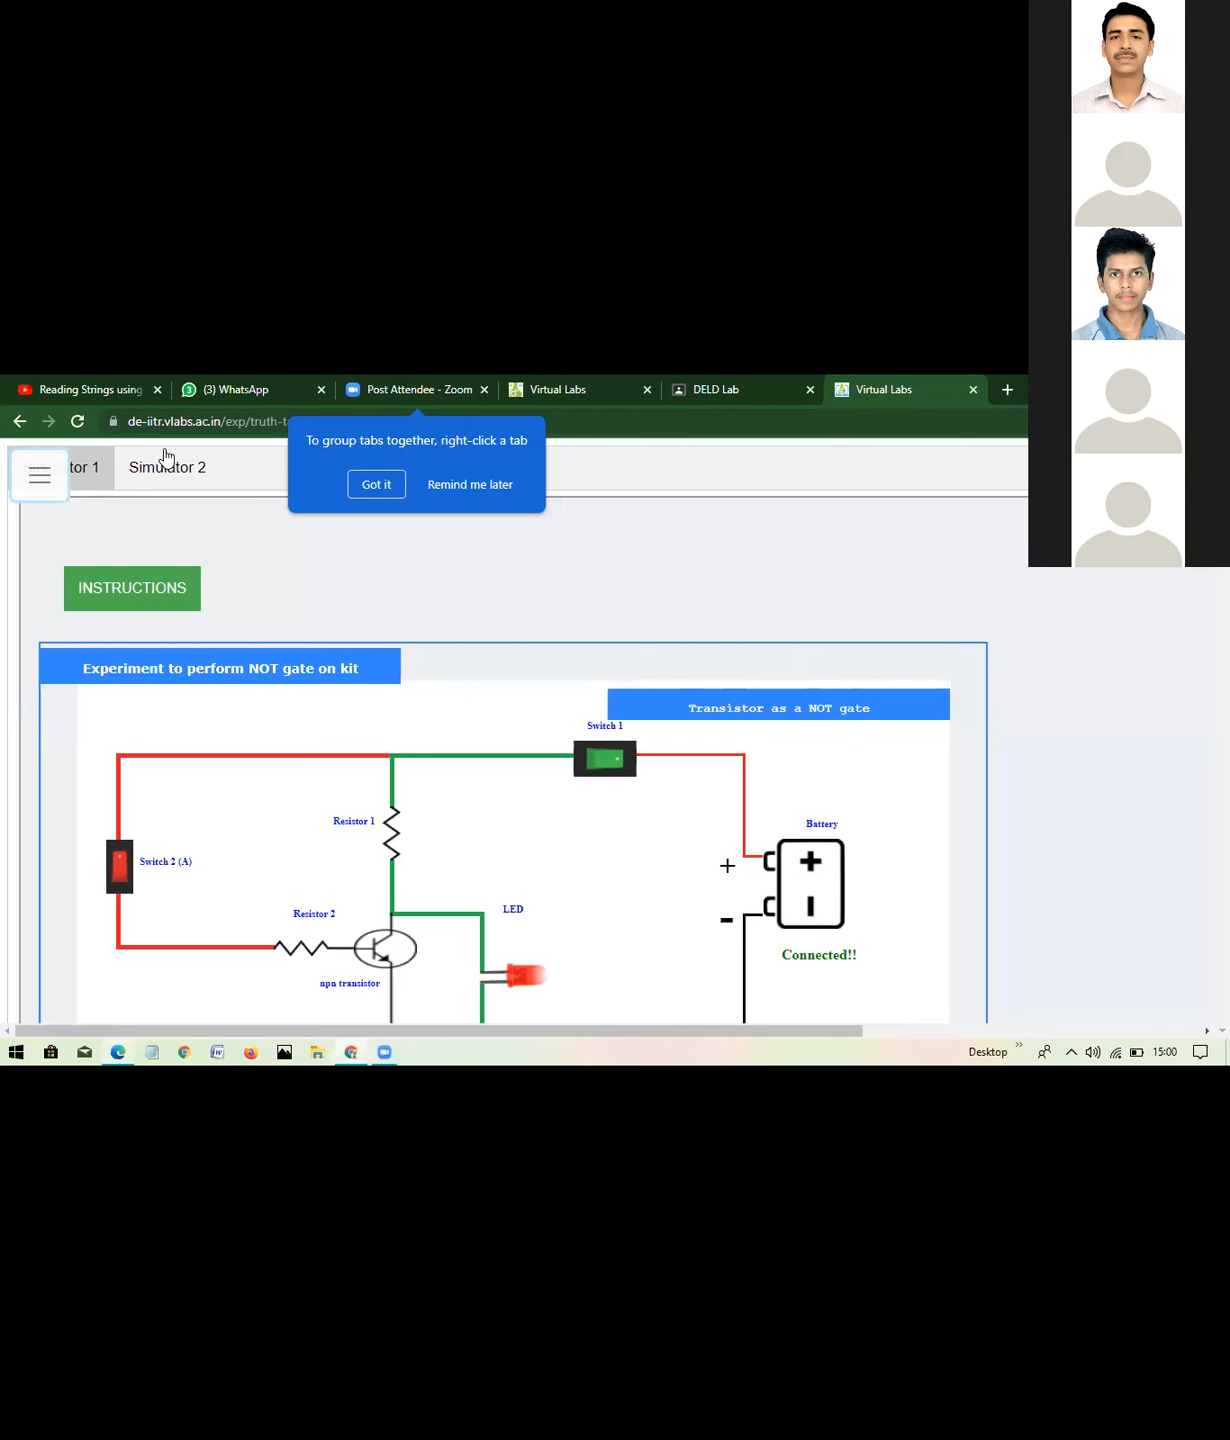 Reading Strings using
(3) WhatsApp
Post Attendee - Zoom
Virtual Labs
DELD Lab
Virtual Labs
de-iitr.vlabs.ac.in/exp/truth-t
To group tabs together, right-click a tab
Got it
Remind me later
tor 1
Simulator 2
INSTRUCTIONS
Experiment to perform NOT gate on kit
Transistor as a NOT gate
Switch 1
Resistor 1
Battery
Switch 2 (A)
+
+
-
Resistor 2
LED
Connected!!
npn transistor
Desktop
15:00